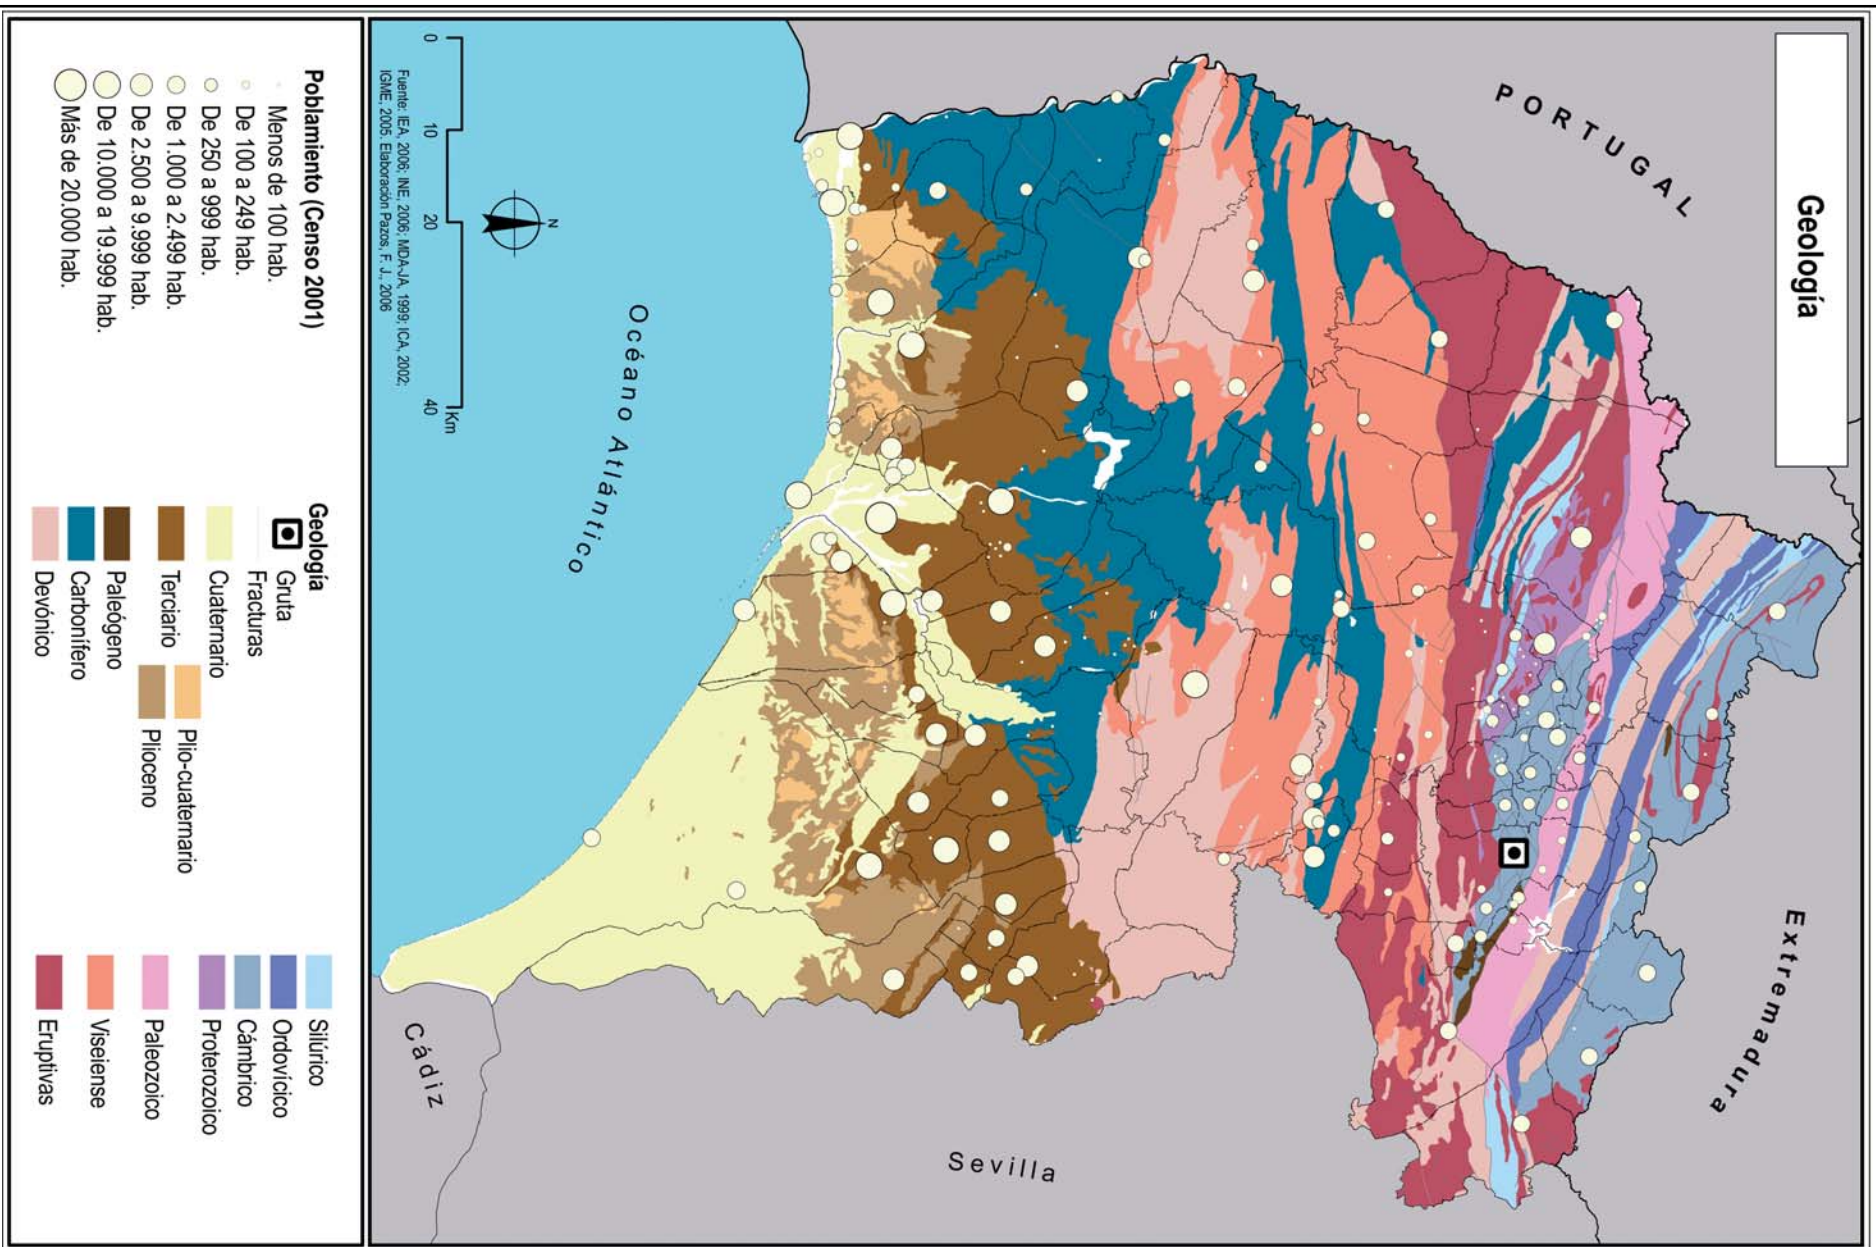 Geología
PORTUGAL
Extremadura
Sevilla
Cádiz
Océano Atlántico
N
0 10 20 40
Km
Fuente: IEA, 2006; INE, 2006; MDA-JA, 1999; ICA, 2002;
IGME, 2005. Elaboración Pazos, F. J., 2006
Poblamiento (Censo 2001)
Menos de 100 hab.
De 100 a 249 hab.
De 250 a 999 hab.
De 1.000 a 2.499 hab.
De 2.500 a 9.999 hab.
De 10.000 a 19.999 hab.
Más de 20.000 hab.
Geología
Gruta
Fracturas
Cuaternario
Plio-cuaternario
Terciario
Plioceno
Paleógeno
Carbonífero
Devónico
Silúrico
Ordovícico
Cámbrico
Proterozoico
Paleozoico
Viseiense
Eruptivas